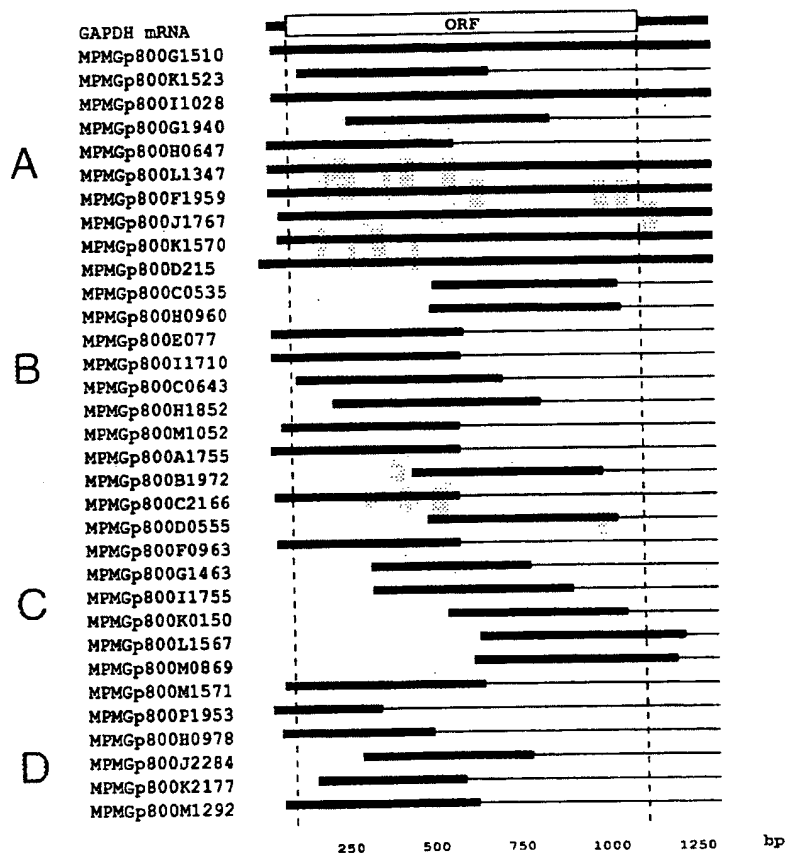 GAPDH mRNA ORF
MPMGp800G1510
MPMGp800K1523
MPMGp800I1028
MPMGp800G1940
MPMGp800H0647
A MPMGp800L1347
MPMGp800F1959
MPMGp800J1767
MPMGp800K1570
MPMGp800D215
MPMGp800C0535
MPMGp800H0960
MPMGp800E077
B MPMGp800I1710
MPMGp800C0643
MPMGp800H1852
MPMGp800M1052
MPMGp800A1755
MPMGp800B1972
MPMGp800C2166
MPMGp800D0555
MPMGp800F0963
MPMGp800G1463
C MPMGp800I1755
MPMGp800K0150
MPMGp800L1567
MPMGp800M0869
MPMGp800M1571
MPMGp800P1953
MPMGp800H0978
D MPMGp800J2284
MPMGp800K2177
MPMGp800M1292
250 500 750 1000 1250 bp